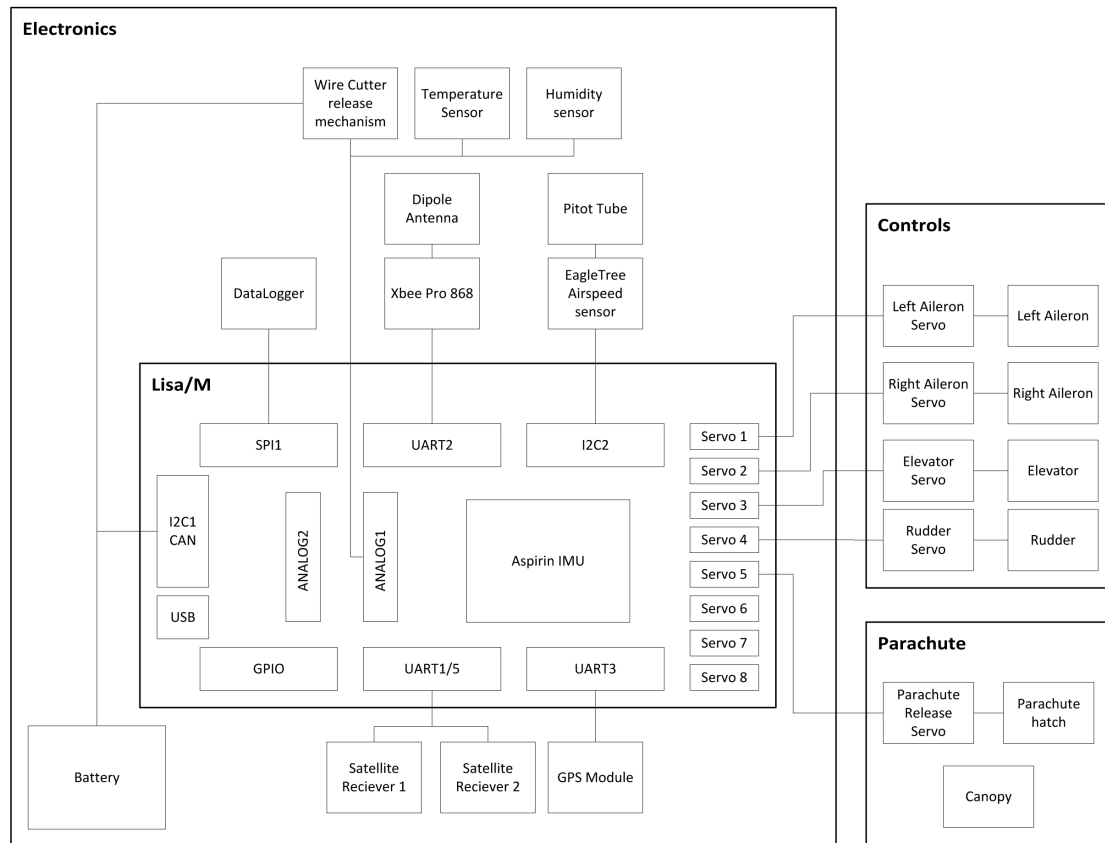 Electronics
Wire Cutter
release
mechanism
Temperature
Sensor
Humidity
sensor
Dipole
Antenna
Pitot Tube
DataLogger
Xbee Pro 868
EagleTree
Airspeed
sensor
Lisa/M
SPI1
UART2
I2C2
I2C1
CAN
USB
ANALOG2
ANALOG1
Aspirin IMU
GPIO
UART1/5
UART3
Servo 1
Servo 2
Servo 3
Servo 4
Servo 5
Servo 6
Servo 7
Servo 8
Battery
Satellite
Reciever 1
Satellite
Reciever 2
GPS Module
Controls
Left Aileron
Servo
Left Aileron
Right Aileron
Servo
Right Aileron
Elevator
Servo
Elevator
Rudder
Servo
Rudder
Parachute
Parachute
Release
Servo
Parachute
hatch
Canopy